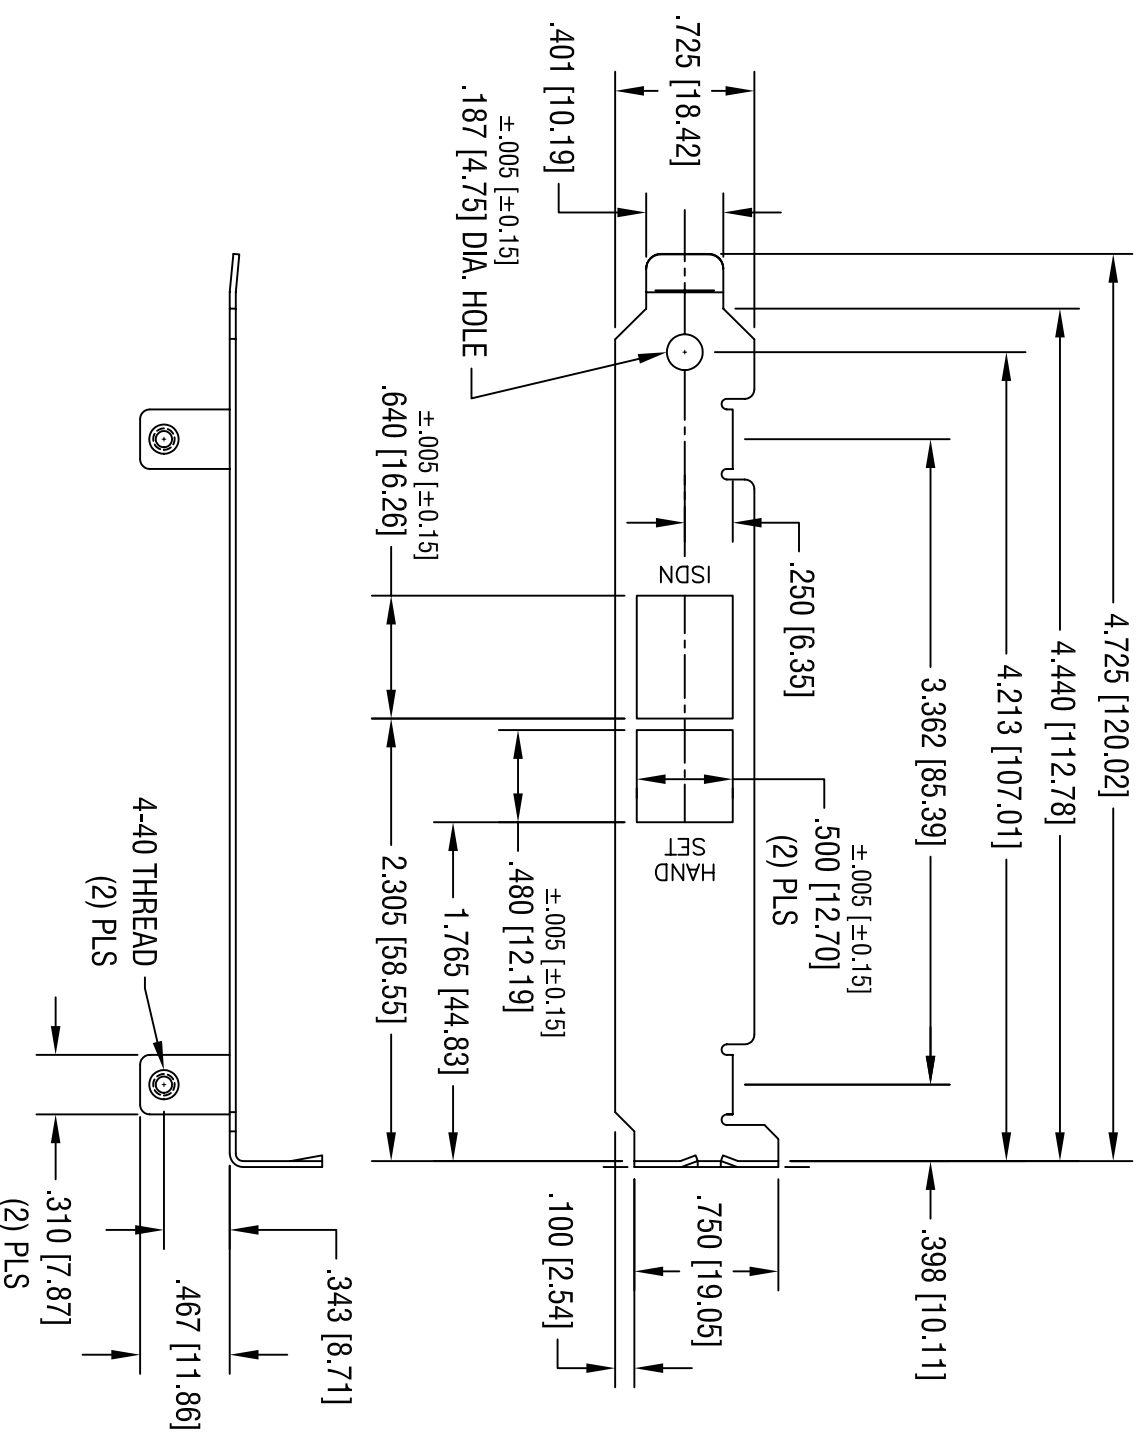 4.725 [120.02]
4.440 [112.78]
4.213 [107.01]
3.362 [85.39]
.398 [10.11]
.250 [6.35]
±.005 [±0.15]
.500 [12.70]
(2) PLS
.725 [18.42]
.750 [19.05]
ISDN
HAND
SET
.401 [10.19]
.100 [2.54]
±.005 [±0.15]
.187 [4.75] DIA. HOLE
±.005 [±0.15]
.480 [12.19]
1.765 [44.83]
±.005 [±0.15]
.640 [16.26]
2.305 [58.55]
.343 [8.71]
.467 [11.86]
4-40 THREAD
(2) PLS
.310 [7.87]
(2) PLS